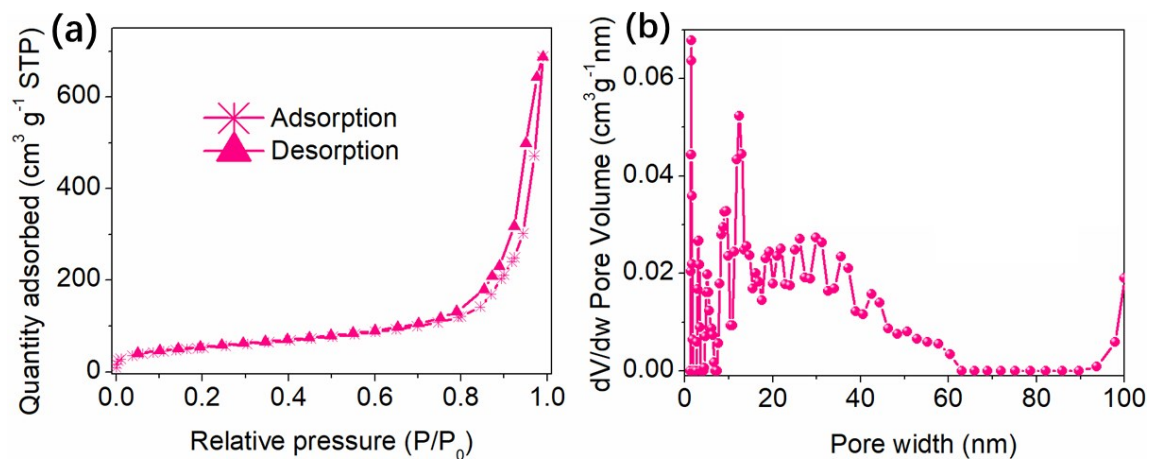 (a)
Quantity adsorbed (cm³ g⁻¹ STP)
600
400
200
0
Adsorption
Desorption
0.0 0.2 0.4 0.6 0.8 1.0
Relative pressure (P/P₀)
(b)
dV/dw Pore Volume (cm³g⁻¹nm)
0.06
0.04
0.02
0.00
0 20 40 60 80 100
Pore width (nm)